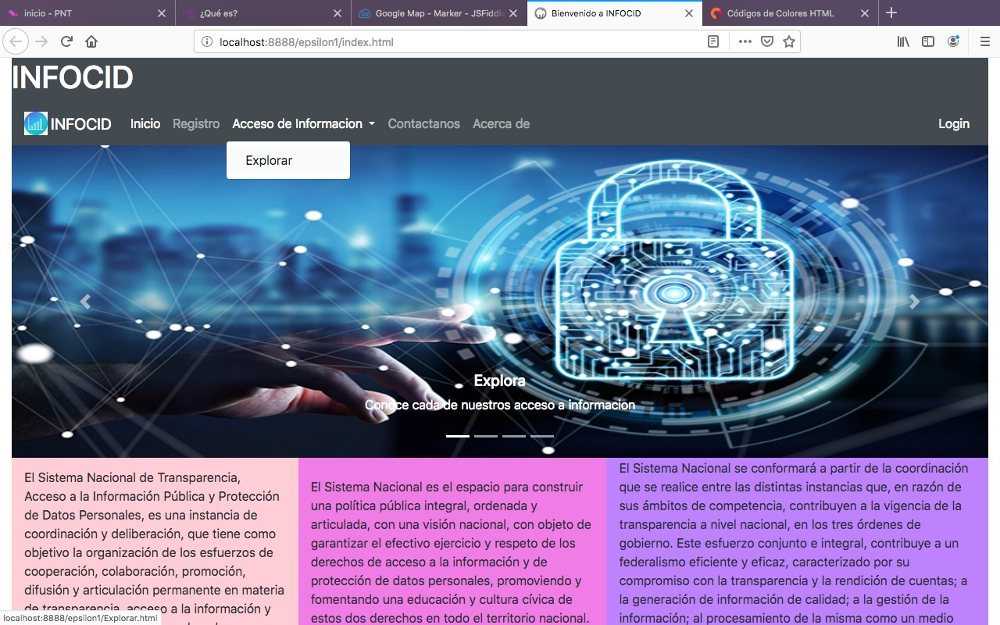 inicio - PNT
¿Qué es?
Google Map - Marker - JSFiddle
Bienvenido a INFOCID
Códigos de Colores HTML
localhost:8888/epsilon1/index.html
INFOCID
INFOCID
Inicio
Registro
Acceso de Informacion
Contactanos
Acerca de
Login
Explorar
Explora
Conoce cada de nuestros acceso a informacion
El Sistema Nacional de Transparencia,
Acceso a la Información Pública y Protección
de Datos Personales, es una instancia de
coordinación y deliberación, que tiene como
objetivo la organización de los esfuerzos de
cooperación, colaboración, promoción,
difusión y articulación permanente en materia
de transparencia, acceso a la información y
El Sistema Nacional es el espacio para construir
una política pública integral, ordenada y
articulada, con una visión nacional, con objeto de
garantizar el efectivo ejercicio y respeto de los
derechos de acceso a la información y de
protección de datos personales, promoviendo y
fomentando una educación y cultura cívica de
estos dos derechos en todo el territorio nacional.
El Sistema Nacional se conformará a partir de la coordinación
que se realice entre las distintas instancias que, en razón de
sus ámbitos de competencia, contribuyen a la vigencia de la
transparencia a nivel nacional, en los tres órdenes de
gobierno. Este esfuerzo conjunto e integral, contribuye a un
federalismo eficiente y eficaz, caracterizado por su
compromiso con la transparencia y la rendición de cuentas; a
la generación de información de calidad; a la gestión de la
información; al procesamiento de la misma como un medio
localhost:8888/epsilon1/Explorar.html